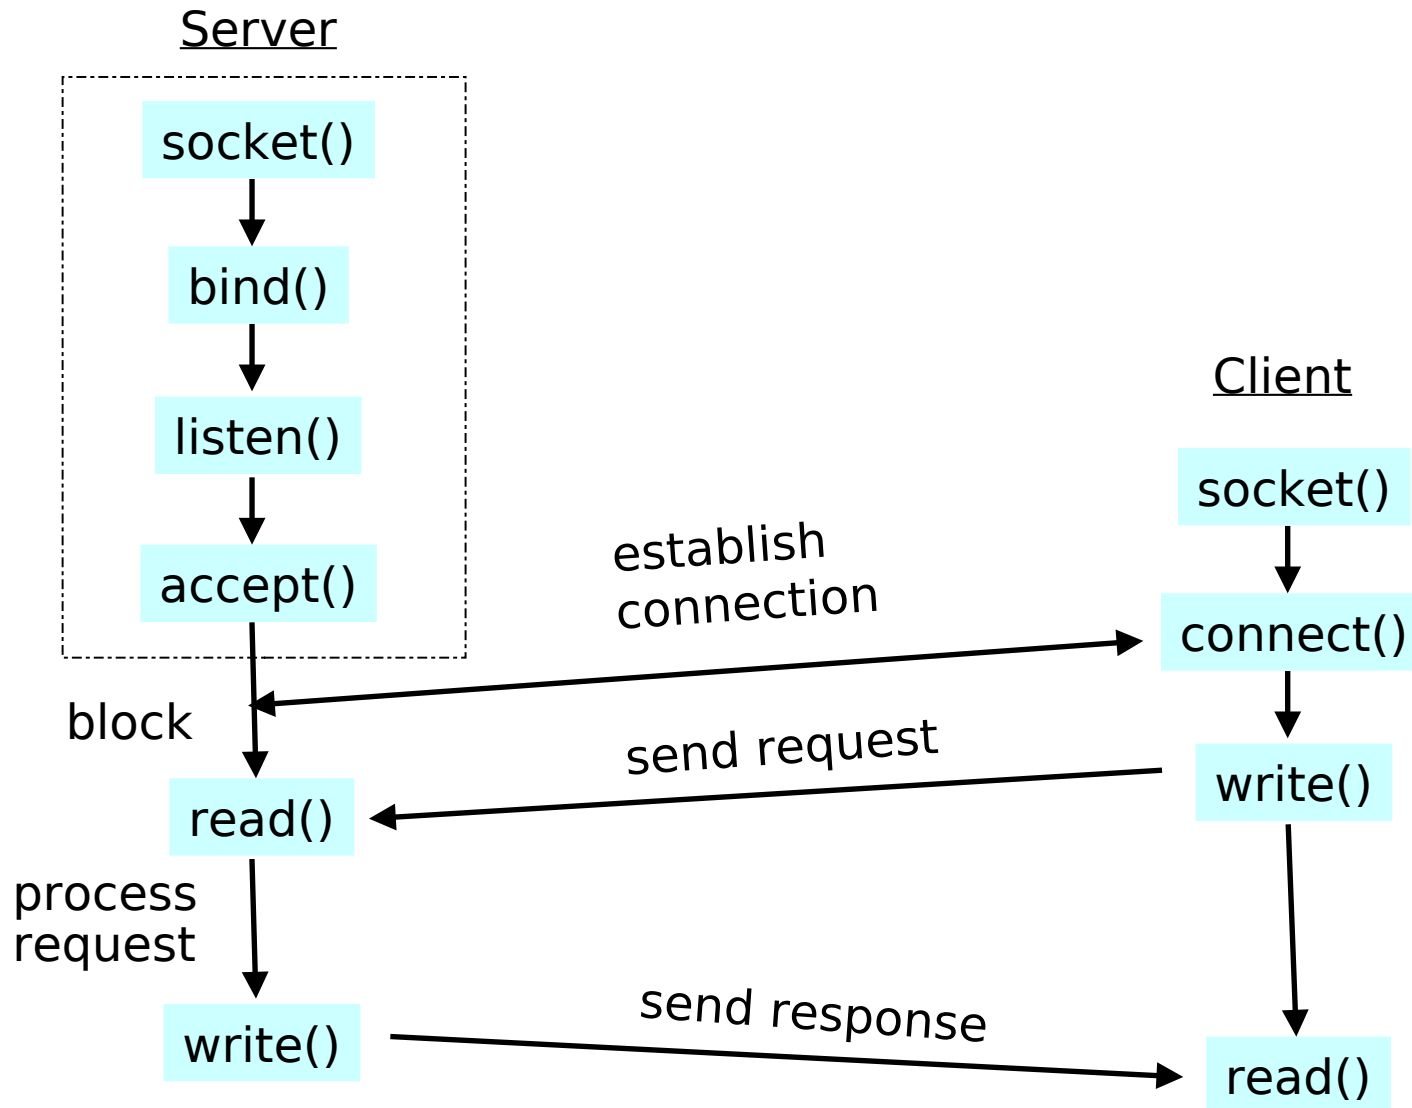 Server
socket()
bind()
listen()
accept()
block
read()
process
request
write()
establish
connection
send request
send response
Client
socket()
connect()
write()
read()